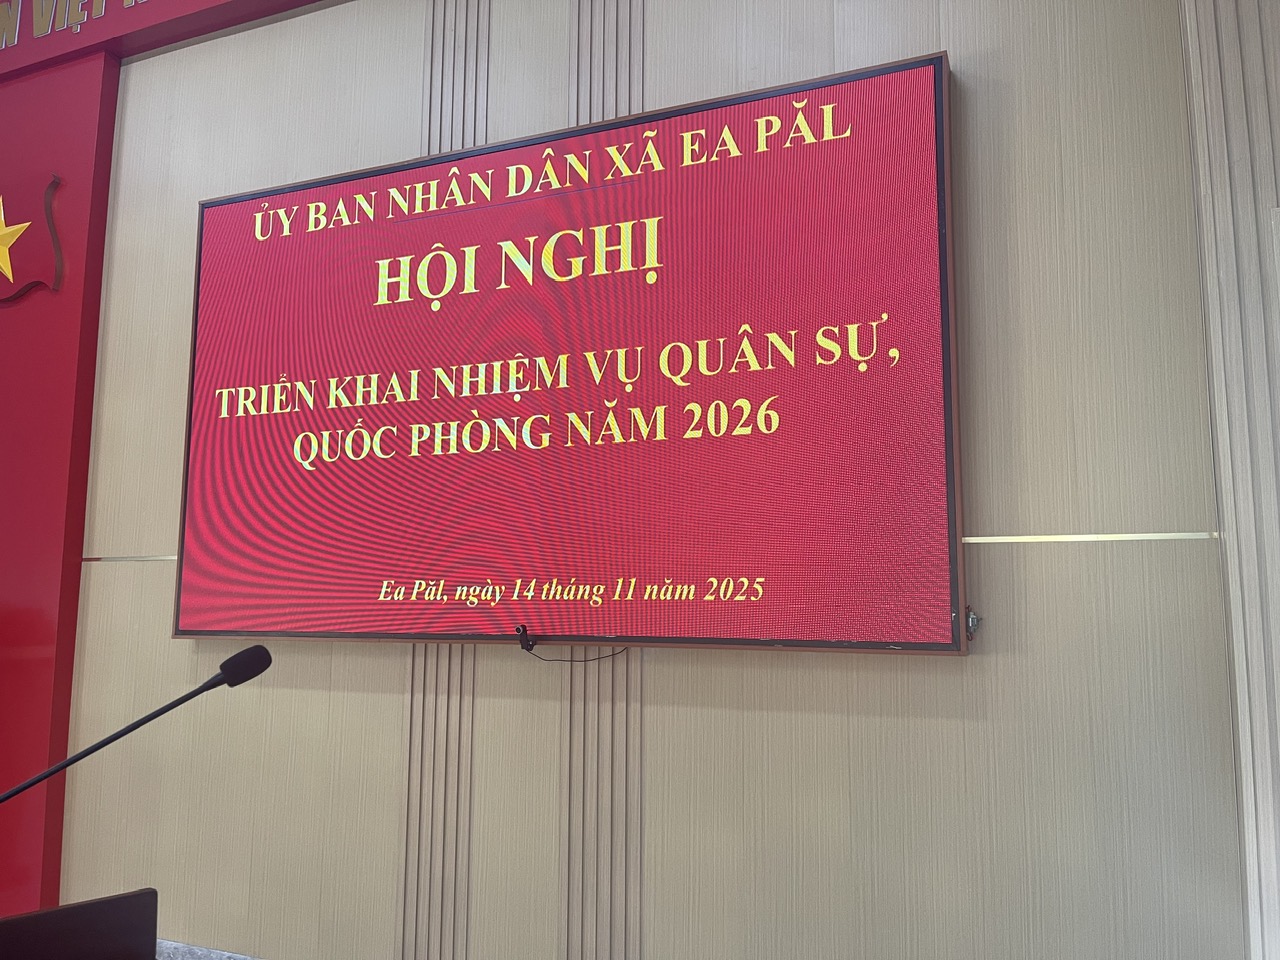 VIỆT
ỦY BAN NHÂN DÂN XÃ EA PĂL
HỘI NGHỊ
TRIỂN KHAI NHIỆM VỤ QUÂN SỰ,
QUỐC PHÒNG NĂM 2026
Ea Păl, ngày 14 tháng 11 năm 2025